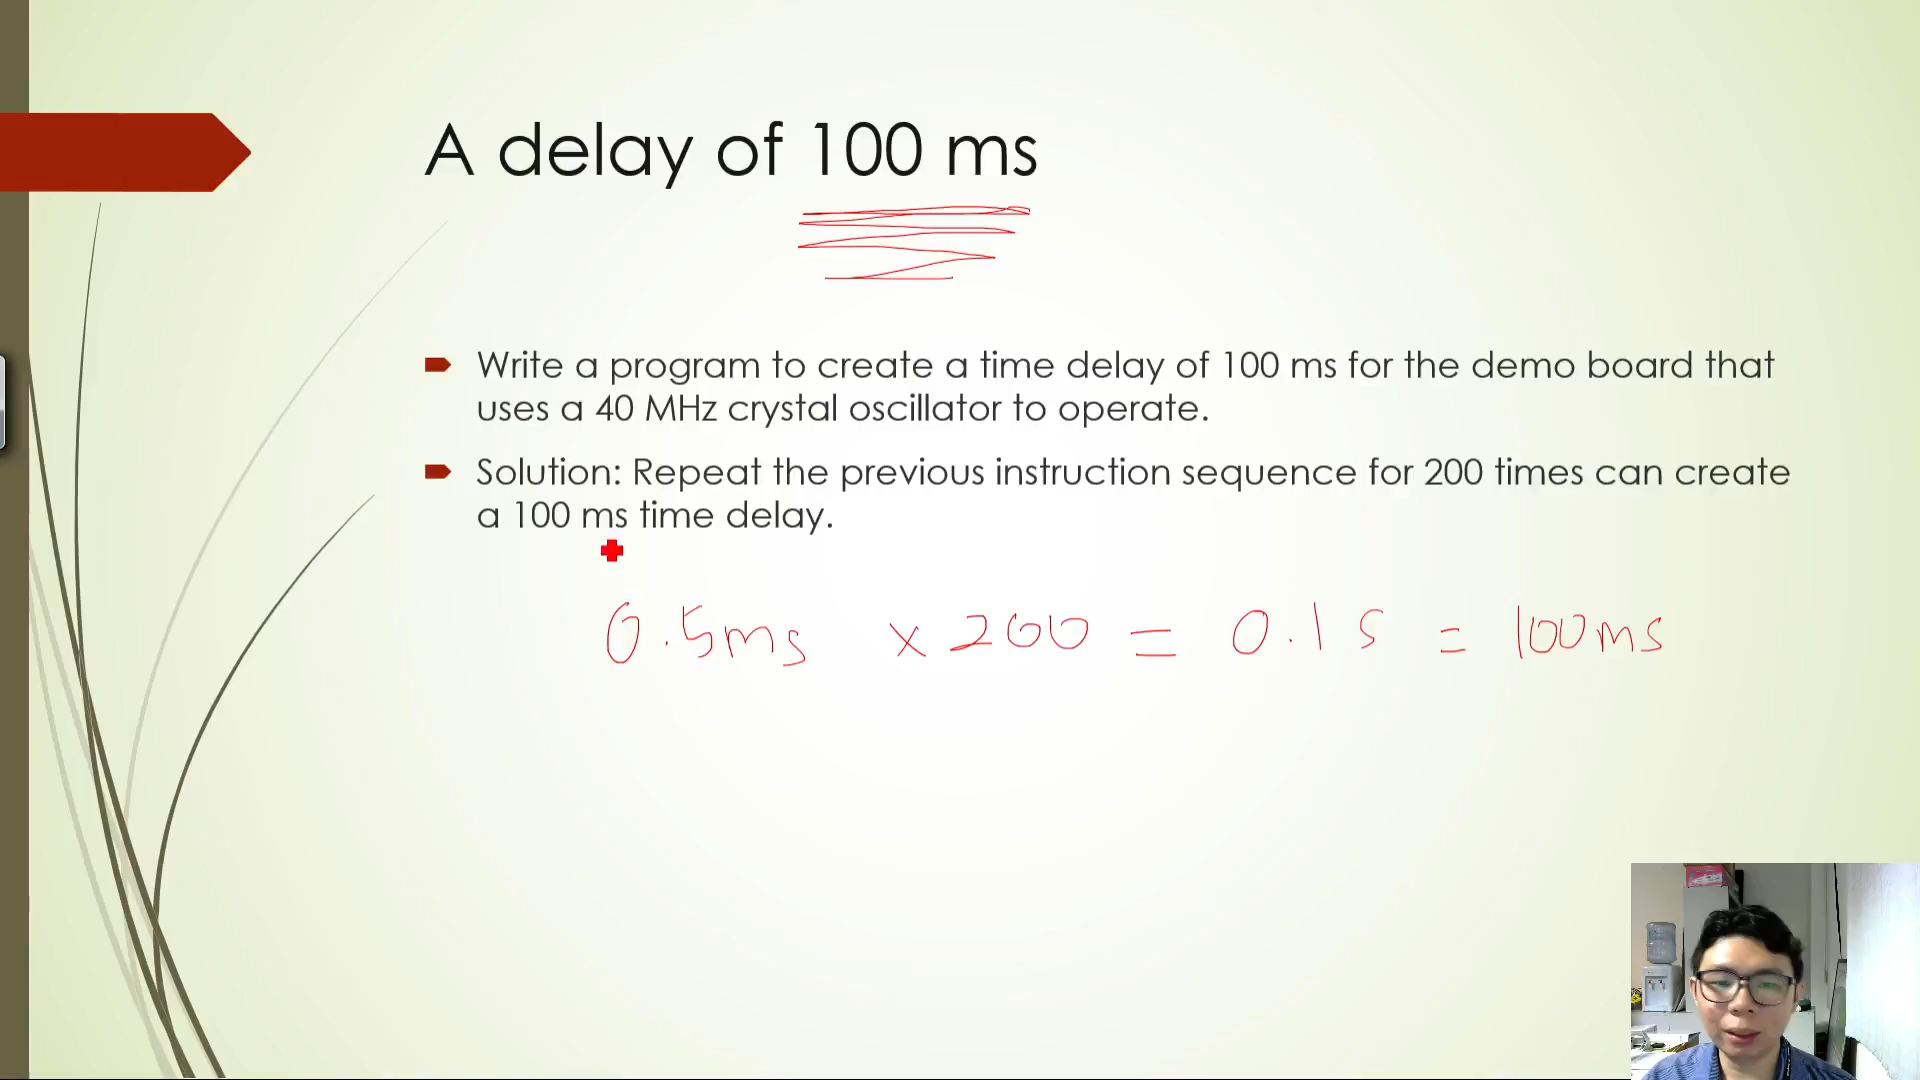 A delay of 100 ms
Write a program to create a time delay of 100 ms for the demo board that
uses a 40 MHz crystal oscillator to operate.
Solution: Repeat the previous instruction sequence for 200 times can create
a 100 ms time delay.
0.5ms x 200 = 0.1 s = 100ms